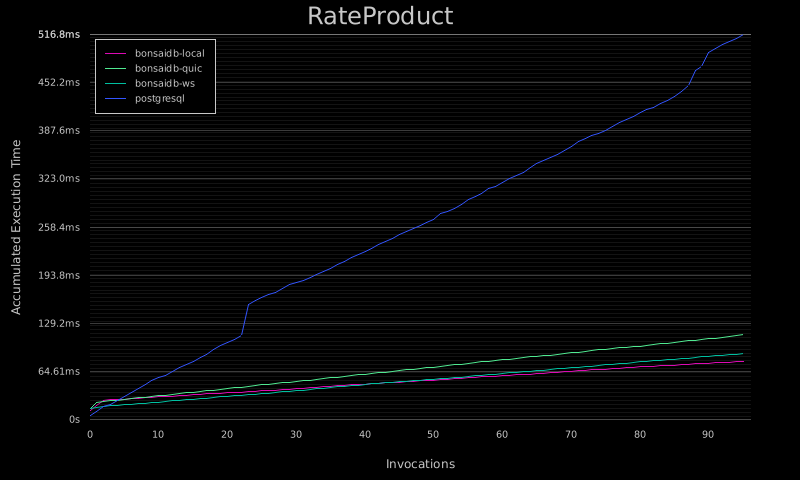 RateProduct
516.8ms
452.2ms
387.6ms
323.0ms
258.4ms
193.8ms
129.2ms
64.61ms
0s
bonsaidb-local
bonsaidb-quic
bonsaidb-ws
postgresql
Accumulated Execution Time
0 10 20 30 40 50 60 70 80 90
Invocations